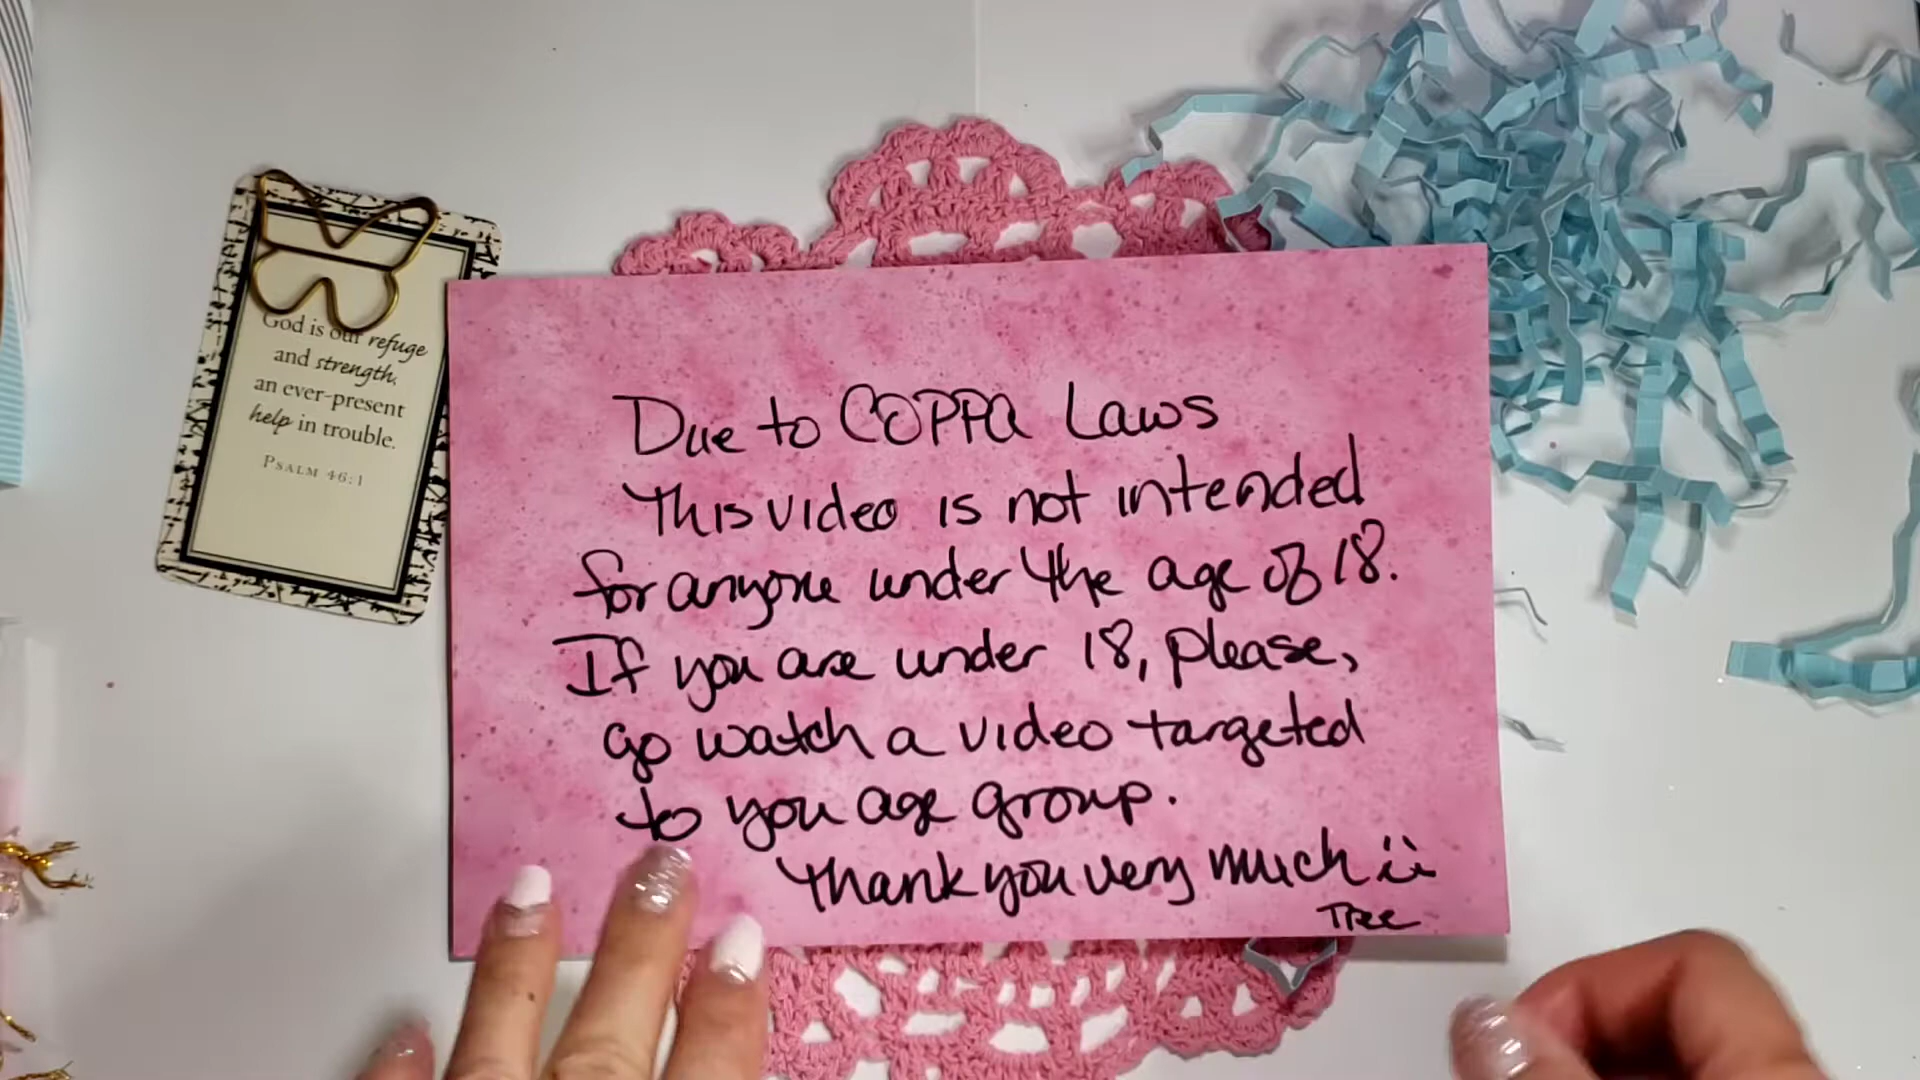 God is our refuge
and strength,
an ever-present
help in trouble.
PSALM 46:1
Due to COPPA Laws
This video is not intended
for anyone under the age of 18.
If you are under 18, please,
go watch a video targeted
to you age group.
Thank you very much
Tree